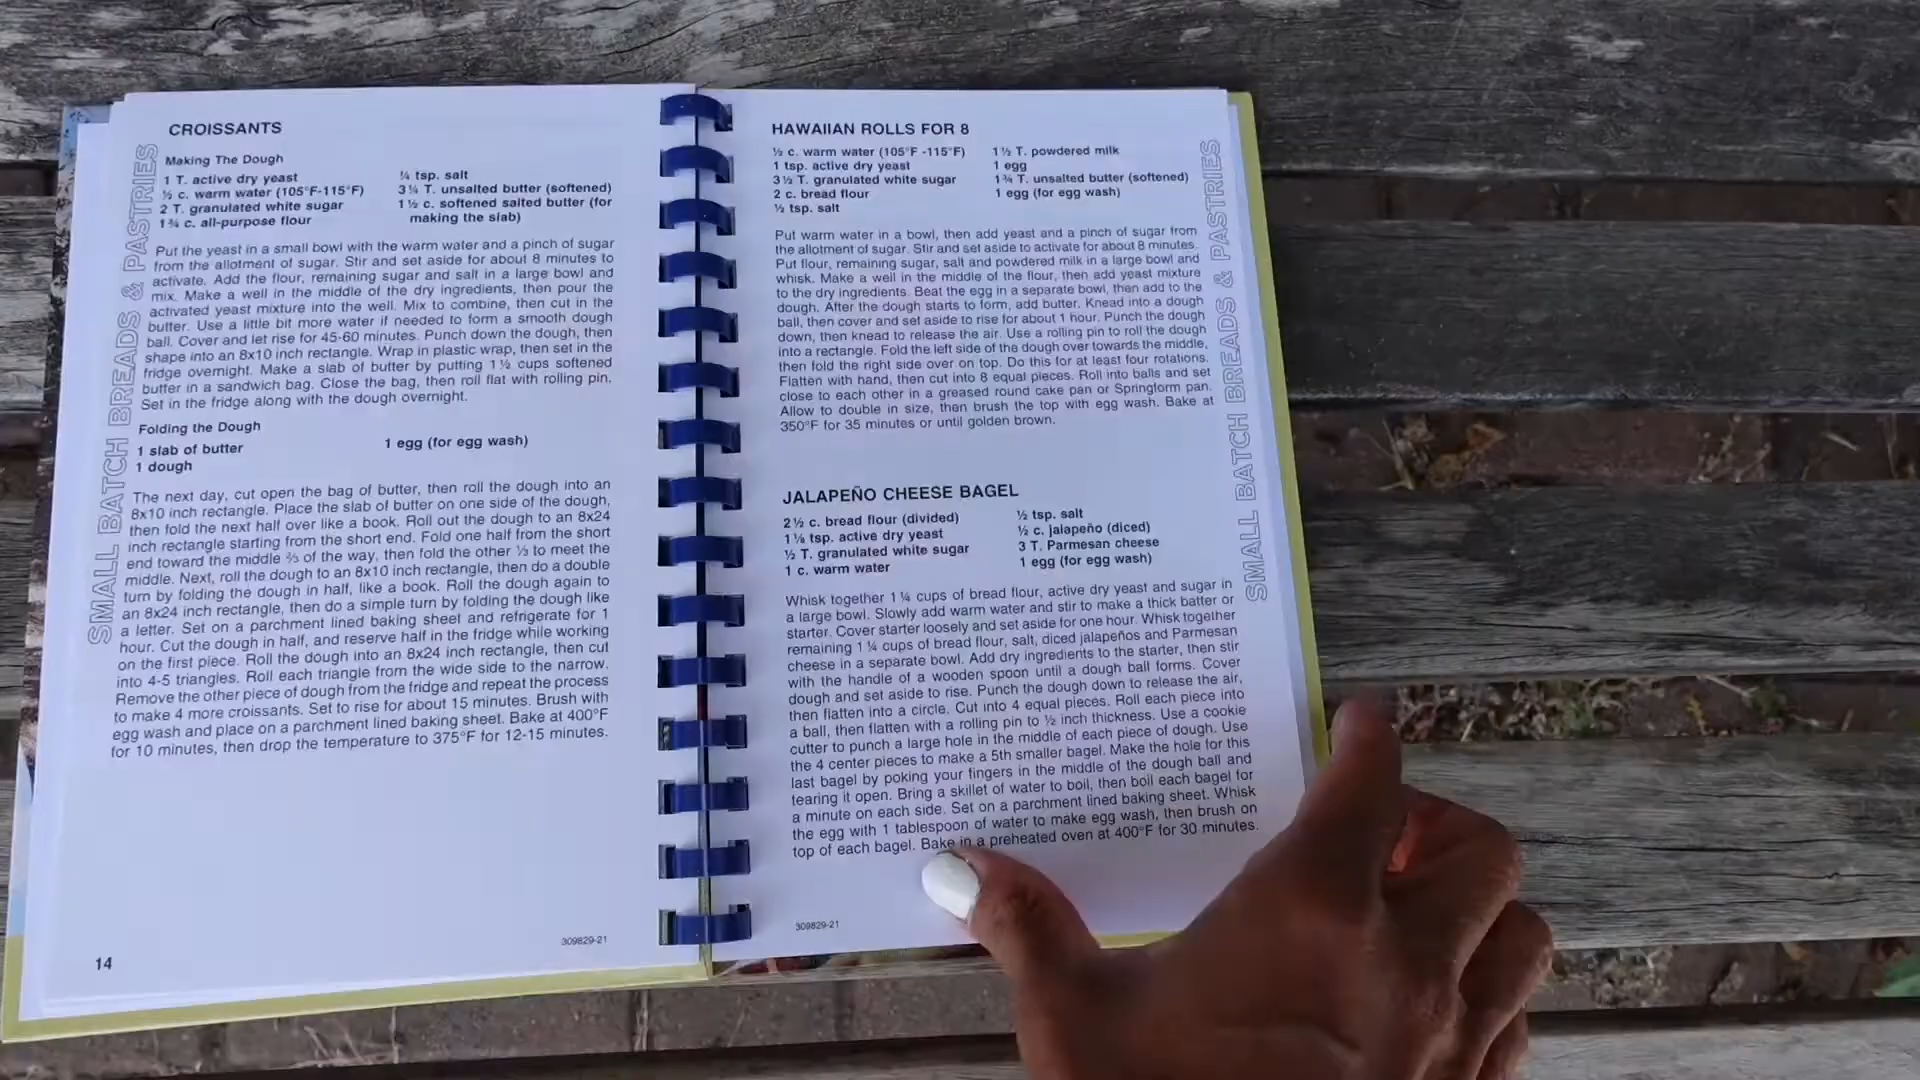 CROISSANTS
Making The Dough
1 T. active dry yeast
½ c. warm water (105°F-115°F)
2 T. granulated white sugar
1¾ c. all-purpose flour
¼ tsp. salt
3¼ T. unsalted butter (softened)
1½ c. softened salted butter (for
making the slab)
Put the yeast in a small bowl with the warm water and a pinch of sugar
from the allotment of sugar. Stir and set aside for about 8 minutes to
activate. Add the flour, remaining sugar and salt in a large bowl and
mix. Make a well in the middle of the dry ingredients, then pour the
activated yeast mixture into the well. Mix to combine, then cut in the
butter. Use a little bit more water if needed to form a smooth dough
ball. Cover and let rise for 45-60 minutes. Punch down the dough, then
shape into an 8x10 inch rectangle. Wrap in plastic wrap, then set in the
fridge overnight. Make a slab of butter by putting 1½ cups softened
butter in a sandwich bag. Close the bag, then roll flat with rolling pin.
Set in the fridge along with the dough overnight.
Folding the Dough
1 slab of butter
1 dough
1 egg (for egg wash)
The next day, cut open the bag of butter, then roll the dough into an
8x10 inch rectangle. Place the slab of butter on one side of the dough,
then fold the next half over like a book. Roll out the dough to an 8x24
inch rectangle starting from the short end. Fold one half from the short
end toward the middle ⅔ of the way, then fold the other ⅓ to meet the
middle. Next, roll the dough to an 8x10 inch rectangle, then do a double
turn by folding the dough in half, like a book. Roll the dough again to
an 8x24 inch rectangle, then do a simple turn by folding the dough like
a letter. Set on a parchment lined baking sheet and refrigerate for 1
hour. Cut the dough in half, and reserve half in the fridge while working
on the first piece. Roll the dough into an 8x24 inch rectangle, then cut
into 4-5 triangles. Roll each triangle from the wide side to the narrow.
Remove the other piece of dough from the fridge and repeat the process
to make 4 more croissants. Set to rise for about 15 minutes. Brush with
egg wash and place on a parchment lined baking sheet. Bake at 400°F
for 10 minutes, then drop the temperature to 375°F for 12-15 minutes.
SMALL BATCH BREADS & PASTRIES
309829-21
14
HAWAIIAN ROLLS FOR 8
½ c. warm water (105°F -115°F)
1 tsp. active dry yeast
3½ T. granulated white sugar
2 c. bread flour
½ tsp. salt
1½ T. powdered milk
1 egg
1¾ T. unsalted butter (softened)
1 egg (for egg wash)
Put warm water in a bowl, then add yeast and a pinch of sugar from
the allotment of sugar. Stir and set aside to activate for about 8 minutes.
Put flour, remaining sugar, salt and powdered milk in a large bowl and
whisk. Make a well in the middle of the flour, then add yeast mixture
to the dry ingredients. Beat the egg in a separate bowl, then add to the
dough. After the dough starts to form, add butter. Knead into a dough
ball, then cover and set aside to rise for about 1 hour. Punch the dough
down, then knead to release the air. Use a rolling pin to roll the dough
into a rectangle. Fold the left side of the dough over towards the middle,
then fold the right side over on top. Do this for at least four rotations.
Flatten with hand, then cut into 8 equal pieces. Roll into balls and set
close to each other in a greased round cake pan or Springform pan.
Allow to double in size, then brush the top with egg wash. Bake at
350°F for 35 minutes or until golden brown.
JALAPEÑO CHEESE BAGEL
2½ c. bread flour (divided)
1⅛ tsp. active dry yeast
½ T. granulated white sugar
1 c. warm water
½ tsp. salt
½ c. jalapeño (diced)
3 T. Parmesan cheese
1 egg (for egg wash)
Whisk together 1¼ cups of bread flour, active dry yeast and sugar in
a large bowl. Slowly add warm water and stir to make a thick batter or
starter. Cover starter loosely and set aside for one hour. Whisk together
remaining 1¼ cups of bread flour, salt, diced jalapeños and Parmesan
cheese in a separate bowl. Add dry ingredients to the starter, then stir
with the handle of a wooden spoon until a dough ball forms. Cover
dough and set aside to rise. Punch the dough down to release the air,
then flatten into a circle. Cut into 4 equal pieces. Roll each piece into
a ball, then flatten with a rolling pin to ½ inch thickness. Use a cookie
cutter to punch a large hole in the middle of each piece of dough. Use
the 4 center pieces to make a 5th smaller bagel. Make the hole for this
last bagel by poking your fingers in the middle of the dough ball and
tearing it open. Bring a skillet of water to boil, then boil each bagel for
a minute on each side. Set on a parchment lined baking sheet. Whisk
the egg with 1 tablespoon of water to make egg wash, then brush on
top of each bagel. Bake in a preheated oven at 400°F for 30 minutes.
SMALL BATCH BREADS & PASTRIES
309829-21